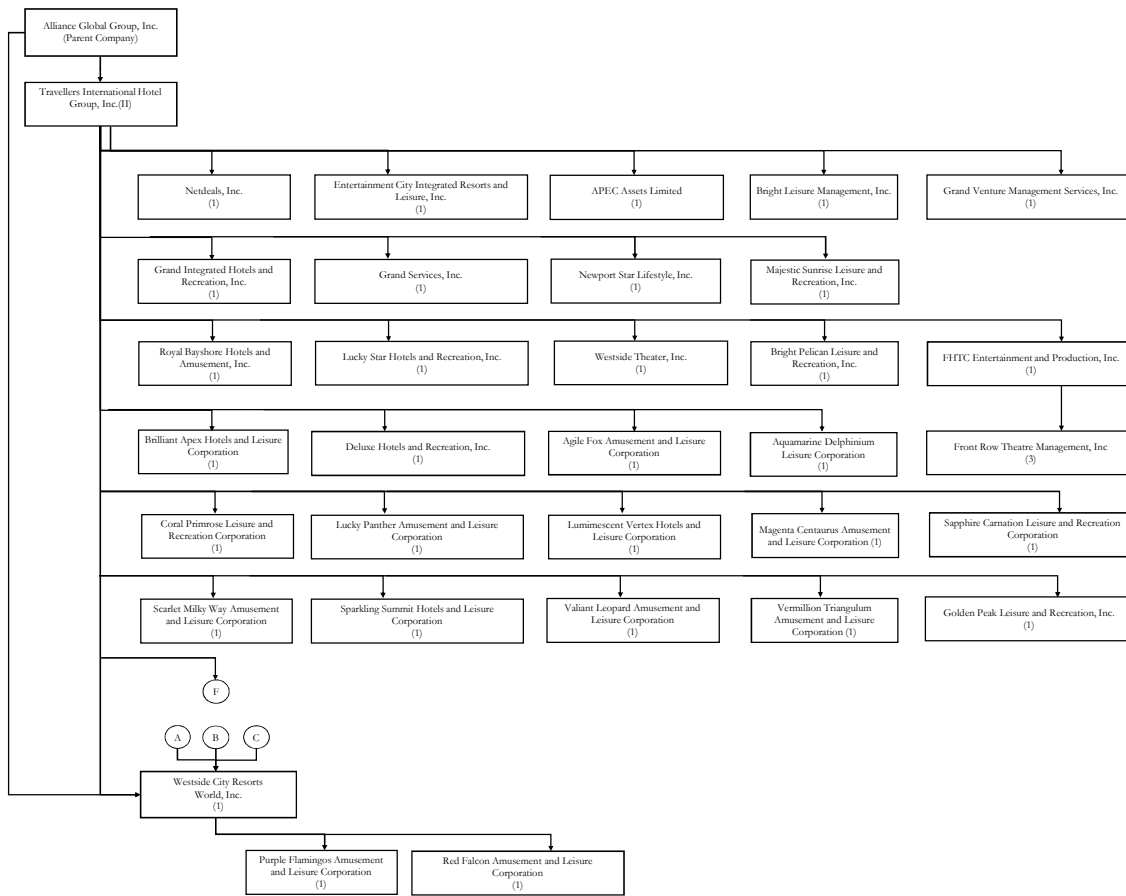 Alliance Global Group, Inc.
(Parent Company)
Travellers International Hotel
Group, Inc.(II)
Netdeals, Inc.
(1)
Entertainment City Integrated Resorts and
Leisure, Inc.
(1)
APEC Assets Limited
(1)
Bright Leisure Management, Inc.
(1)
Grand Venture Management Services, Inc.
(1)
Grand Integrated Hotels and
Recreation, Inc.
(1)
Grand Services, Inc.
(1)
Newport Star Lifestyle, Inc.
(1)
Majestic Sunrise Leisure and
Recreation, Inc.
(1)
Royal Bayshore Hotels and
Amusement, Inc.
(1)
Lucky Star Hotels and Recreation, Inc.
(1)
Westside Theater, Inc.
(1)
Bright Pelican Leisure and
Recreation, Inc.
(1)
FHTC Entertainment and Production, Inc.
(1)
Brilliant Apex Hotels and Leisure
Corporation
(1)
Deluxe Hotels and Recreation, Inc.
(1)
Agile Fox Amusement and Leisure
Corporation
(1)
Aquamarine Delphinium
Leisure Corporation
(1)
Front Row Theatre Management, Inc
(3)
Coral Primrose Leisure and
Recreation Corporation
(1)
Lucky Panther Amusement and Leisure
Corporation
(1)
Lumimescent Vertex Hotels and
Leisure Corporation
(1)
Magenta Centaurus Amusement
and Leisure Corporation (1)
Sapphire Carnation Leisure and Recreation
Corporation
(1)
Scarlet Milky Way Amusement
and Leisure Corporation
(1)
Sparkling Summit Hotels and Leisure
Corporation
(1)
Valiant Leopard Amusement and
Leisure Corporation
(1)
Vermillion Triangulum
Amusement and Leisure
Corporation (1)
Golden Peak Leisure and Recreation, Inc.
(1)
F
A
B
C
Westside City Resorts
World, Inc.
(1)
Purple Flamingos Amusement
and Leisure Corporation
(1)
Red Falcon Amusement and Leisure
Corporation
(1)